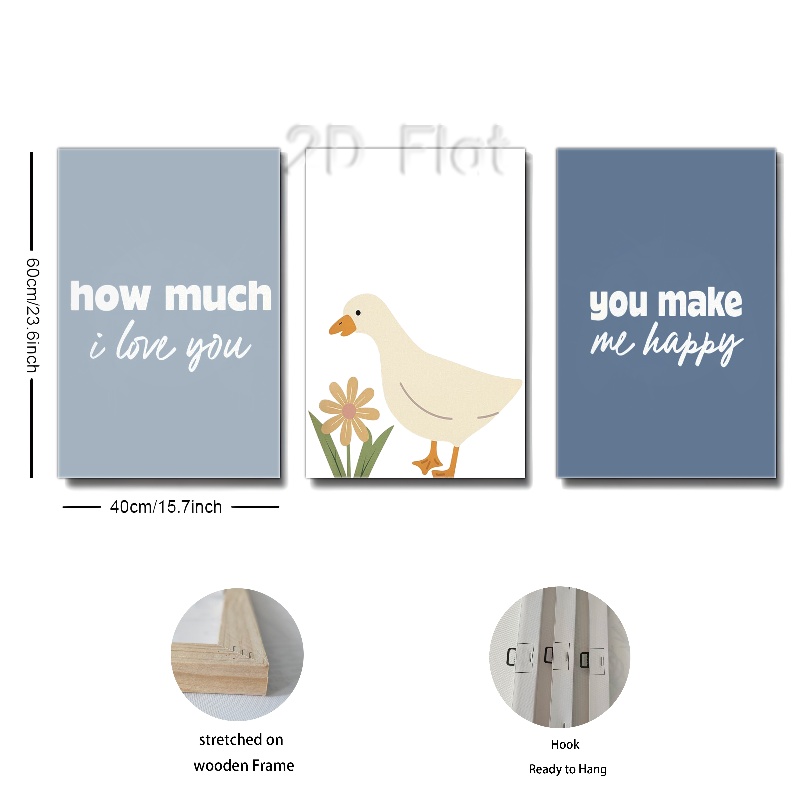 2D Flat
how much
i love you
you make
me happy
60cm/23.6inch
40cm/15.7inch
stretched on
wooden Frame
Hook
Ready to Hang